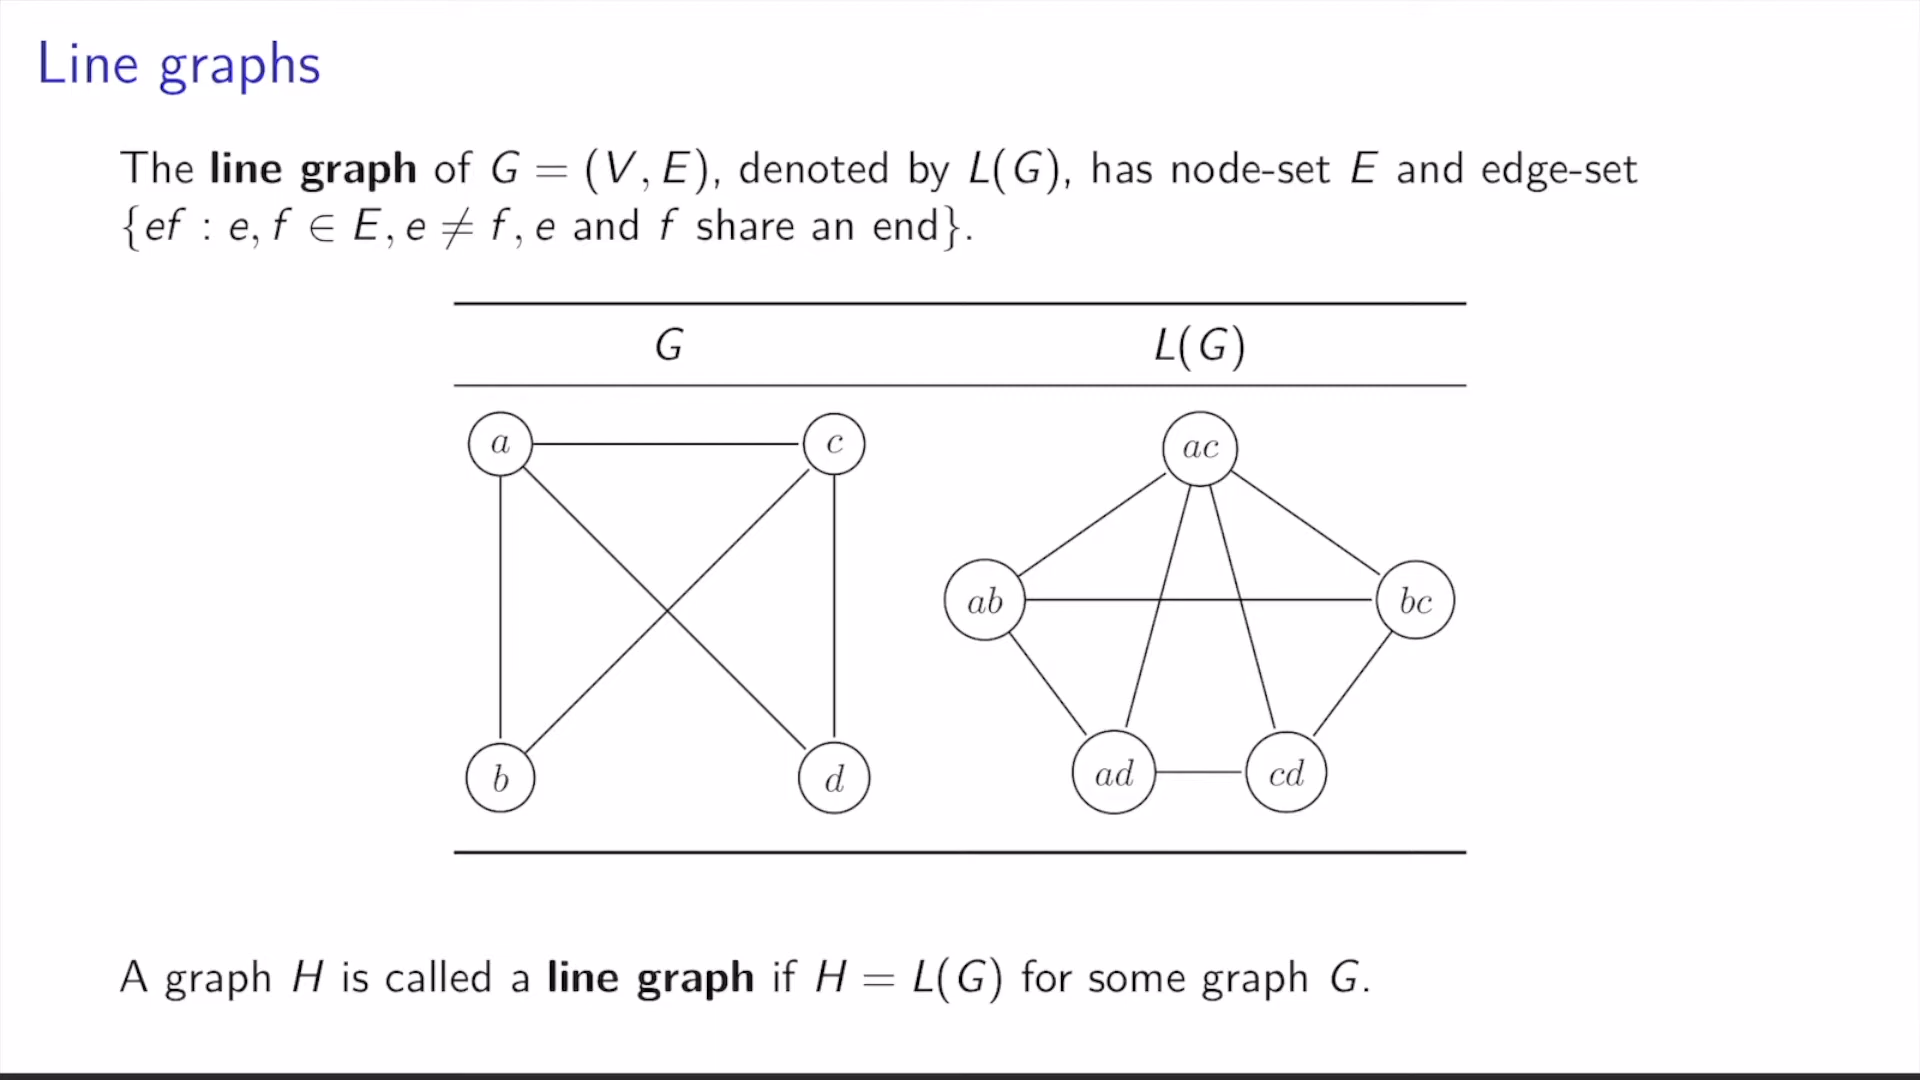 Line graphs
The line graph of G = (V, E), denoted by L(G), has node-set E and edge-set
{ef : e, f ∈ E, e ≠ f, e and f share an end}.
G L(G)
a c ac
ab bc
b d ad cd
A graph H is called a line graph if H = L(G) for some graph G.